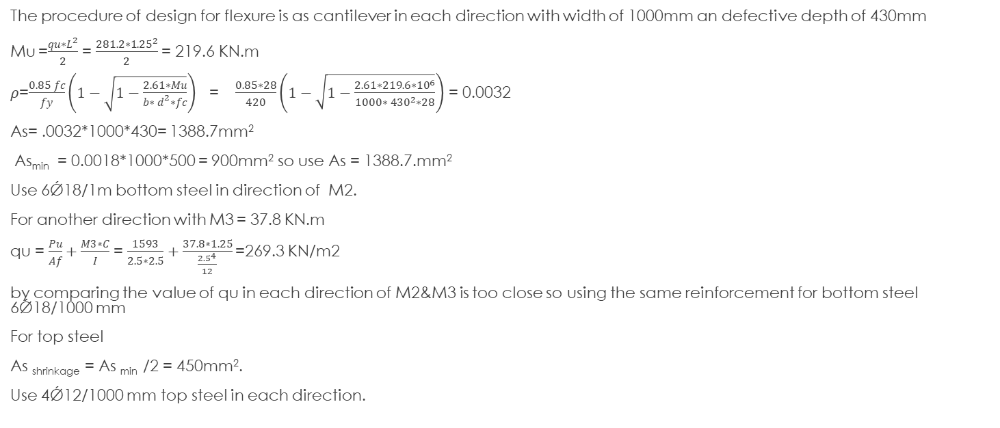 The procedure of design for flexure is as cantilever in each direction with width of 1000mm an defective depth of 430mm
Mu = qu*L²/2 = 281.2*1.25²/2 = 219.6 KN.m
ρ= 0.85 fc/fy (1 − √(1 − 2.61*Mu/(b* d²*fc))) = 0.85*28/420 (1 − √(1 − 2.61*219.6*10⁶/(1000* 430²*28))) = 0.0032
As= .0032*1000*430= 1388.7mm²
As min = 0.0018*1000*500 = 900mm² so use As = 1388.7.mm²
Use 6Ǿ18/1m bottom steel in direction of M2.
For another direction with M3 = 37.8 KN.m
qu = Pu/Af + M3*C/I = 1593/2.5*2.5 + 37.8*1.25/(2.5⁴/12) =269.3 KN/m2
by comparing the value of qu in each direction of M2&M3 is too close so using the same reinforcement for bottom steel
6Ǿ18/1000 mm
For top steel
As shrinkage = As min /2 = 450mm².
Use 4Ǿ12/1000 mm top steel in each direction.